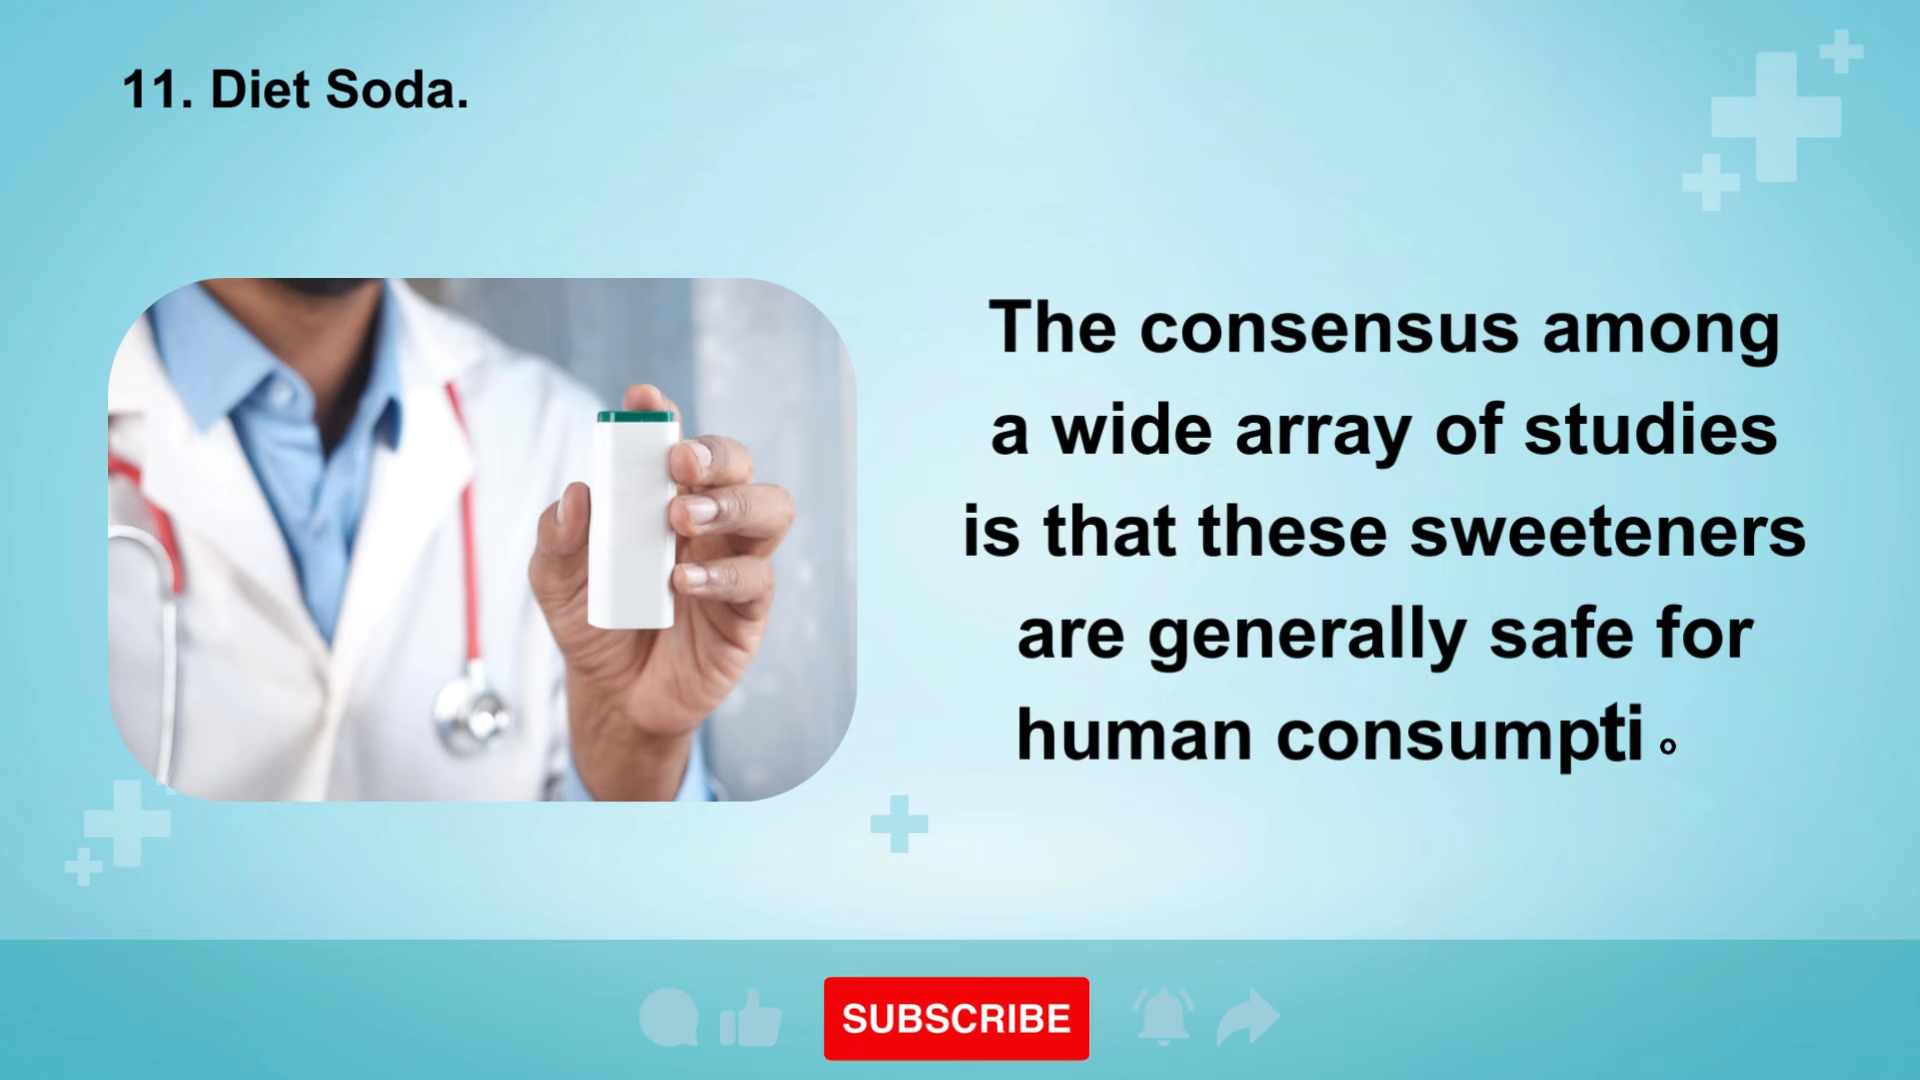 11. Diet Soda.
The consensus among
a wide array of studies
is that these sweeteners
are generally safe for
human consumptio
SUBSCRIBE